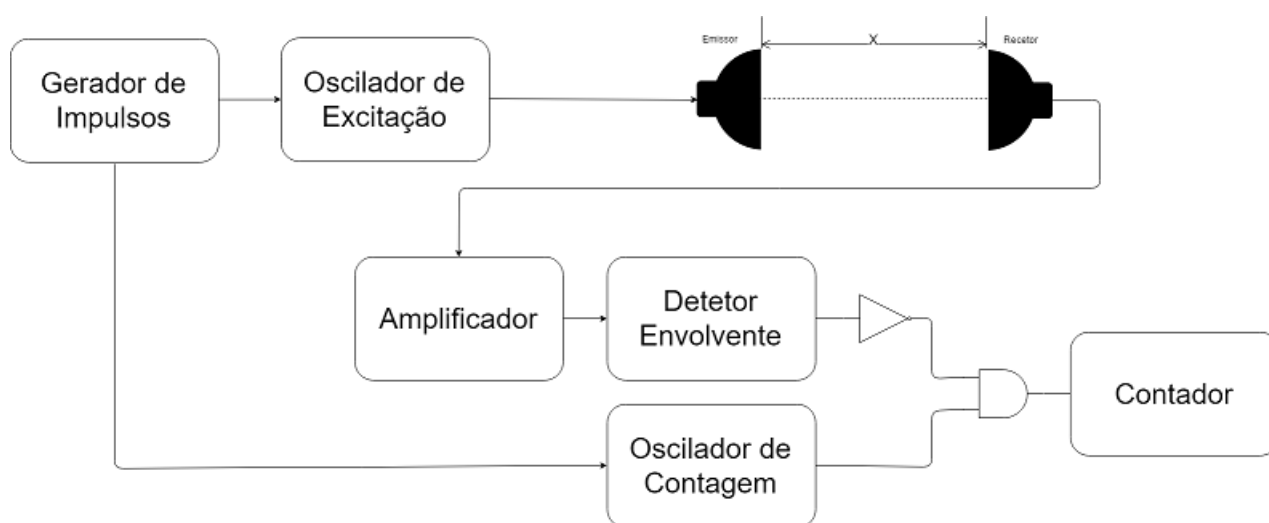 Emissor
X
Recetor
Gerador de
Impulsos
Oscilador de
Excitação
Amplificador
Detetor
Envolvente
Contador
Oscilador de
Contagem